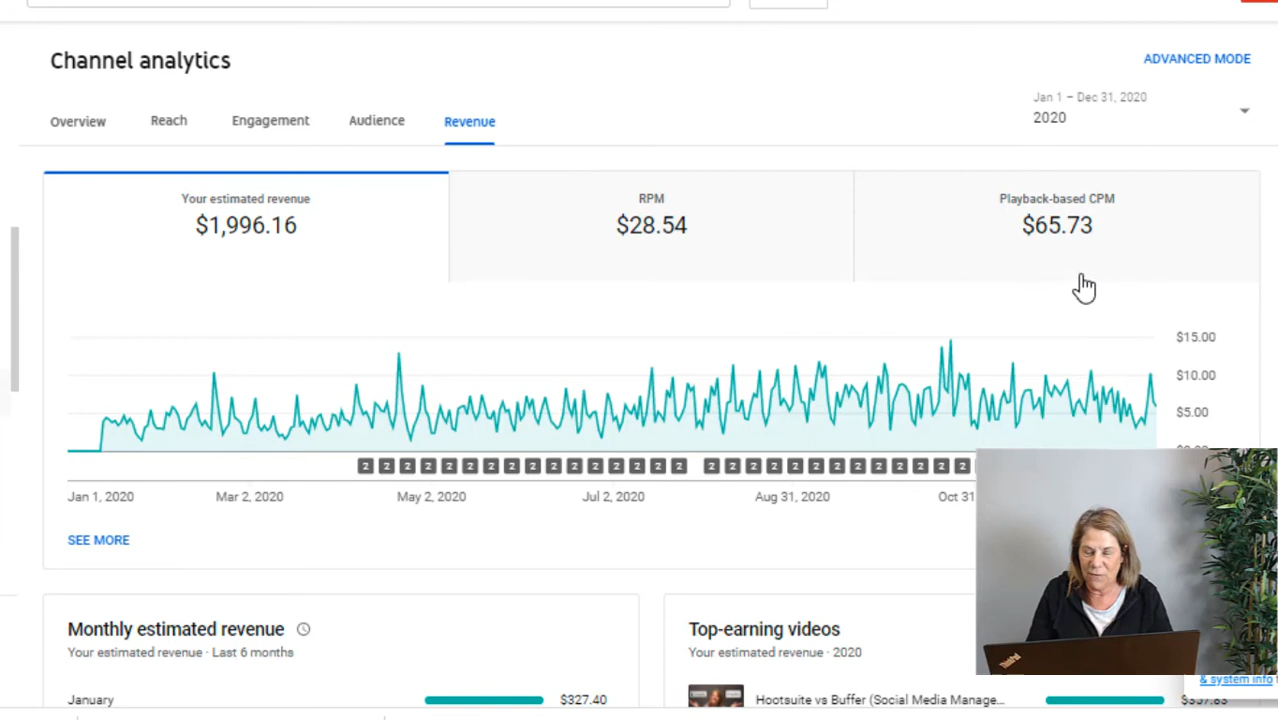 Channel analytics
ADVANCED MODE
Overview Reach Engagement Audience Revenue
Jan 1 – Dec 31, 2020
2020
Your estimated revenue
$1,996.16
RPM
$28.54
Playback-based CPM
$65.73
$15.00
$10.00
$5.00
2 2 2 2 2 2 2 2 2 2 2 2 2 2 2 2 2 2 2 2 2 2 2 2 2 2 2 2 2
Jan 1, 2020 Mar 2, 2020 May 2, 2020 Jul 2, 2020 Aug 31, 2020 Oct 31
SEE MORE
Monthly estimated revenue
Your estimated revenue · Last 6 months
January $327.40
Top-earning videos
Your estimated revenue · 2020
Hootsuite vs Buffer (Social Media Manage...
ThinkPad
& system info